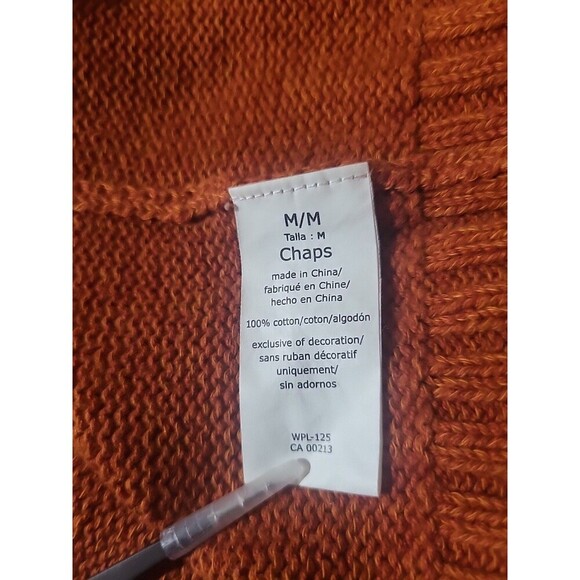 M/M
Talla : M
Chaps
made in China/
fabriqué en Chine/
hecho en China
100% cotton/coton/algodón
exclusive of decoration/
sans ruban décoratif
uniquement/
sin adornos
WPL-125
CA 00213